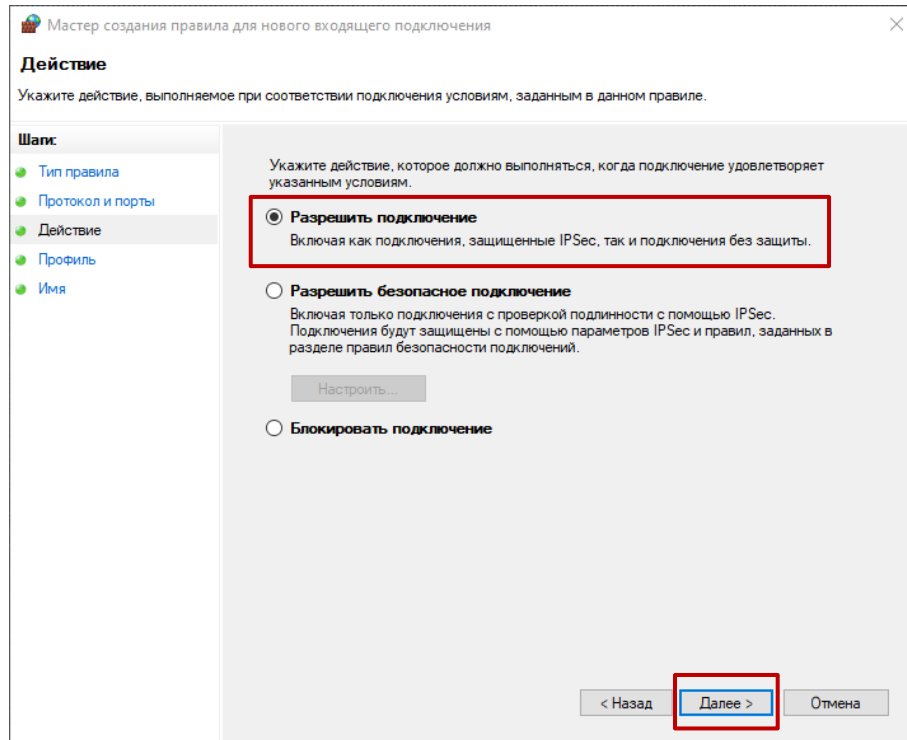 Мастер создания правила для нового входящего подключения
Действие
Укажите действие, выполняемое при соответствии подключения условиям, заданным в данном правиле.
Шаги:
Тип правила
Протокол и порты
Действие
Профиль
Имя
Укажите действие, которое должно выполняться, когда подключение удовлетворяет
указанным условиям.
Разрешить подключение
Включая как подключения, защищенные IPSec, так и подключения без защиты.
Разрешить безопасное подключение
Включая только подключения с проверкой подлинности с помощью IPSec.
Подключения будут защищены с помощью параметров IPSec и правил, заданных в
разделе правил безопасности подключений.
Настроить...
Блокировать подключение
< Назад
Далее >
Отмена